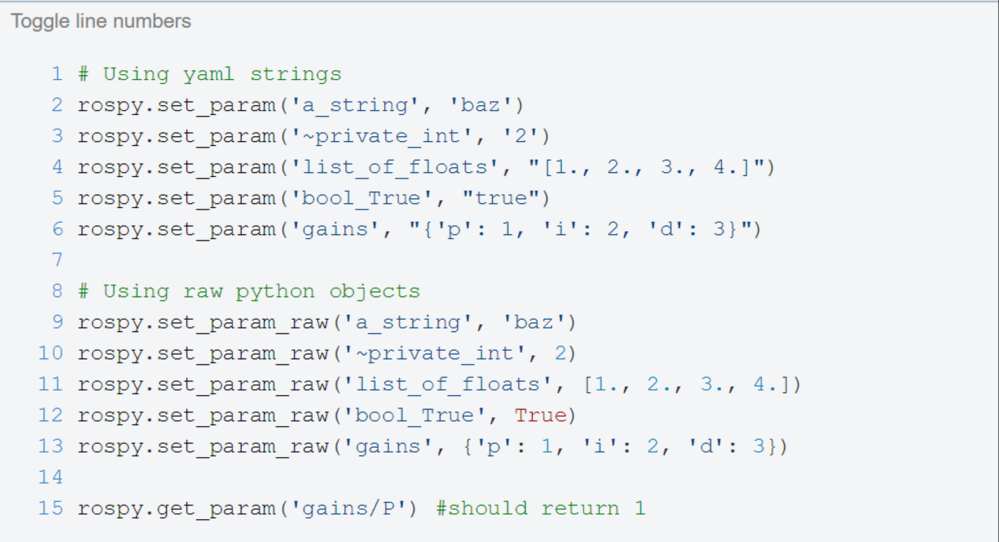 Toggle line numbers
1 # Using yaml strings
2 rospy.set_param('a_string', 'baz')
3 rospy.set_param('~private_int', '2')
4 rospy.set_param('list_of_floats', "[1., 2., 3., 4.]")
5 rospy.set_param('bool_True', "true")
6 rospy.set_param('gains', "{'p': 1, 'i': 2, 'd': 3}")
7
8 # Using raw python objects
9 rospy.set_param_raw('a_string', 'baz')
10 rospy.set_param_raw('~private_int', 2)
11 rospy.set_param_raw('list_of_floats', [1., 2., 3., 4.])
12 rospy.set_param_raw('bool_True', True)
13 rospy.set_param_raw('gains', {'p': 1, 'i': 2, 'd': 3})
14
15 rospy.get_param('gains/P') #should return 1